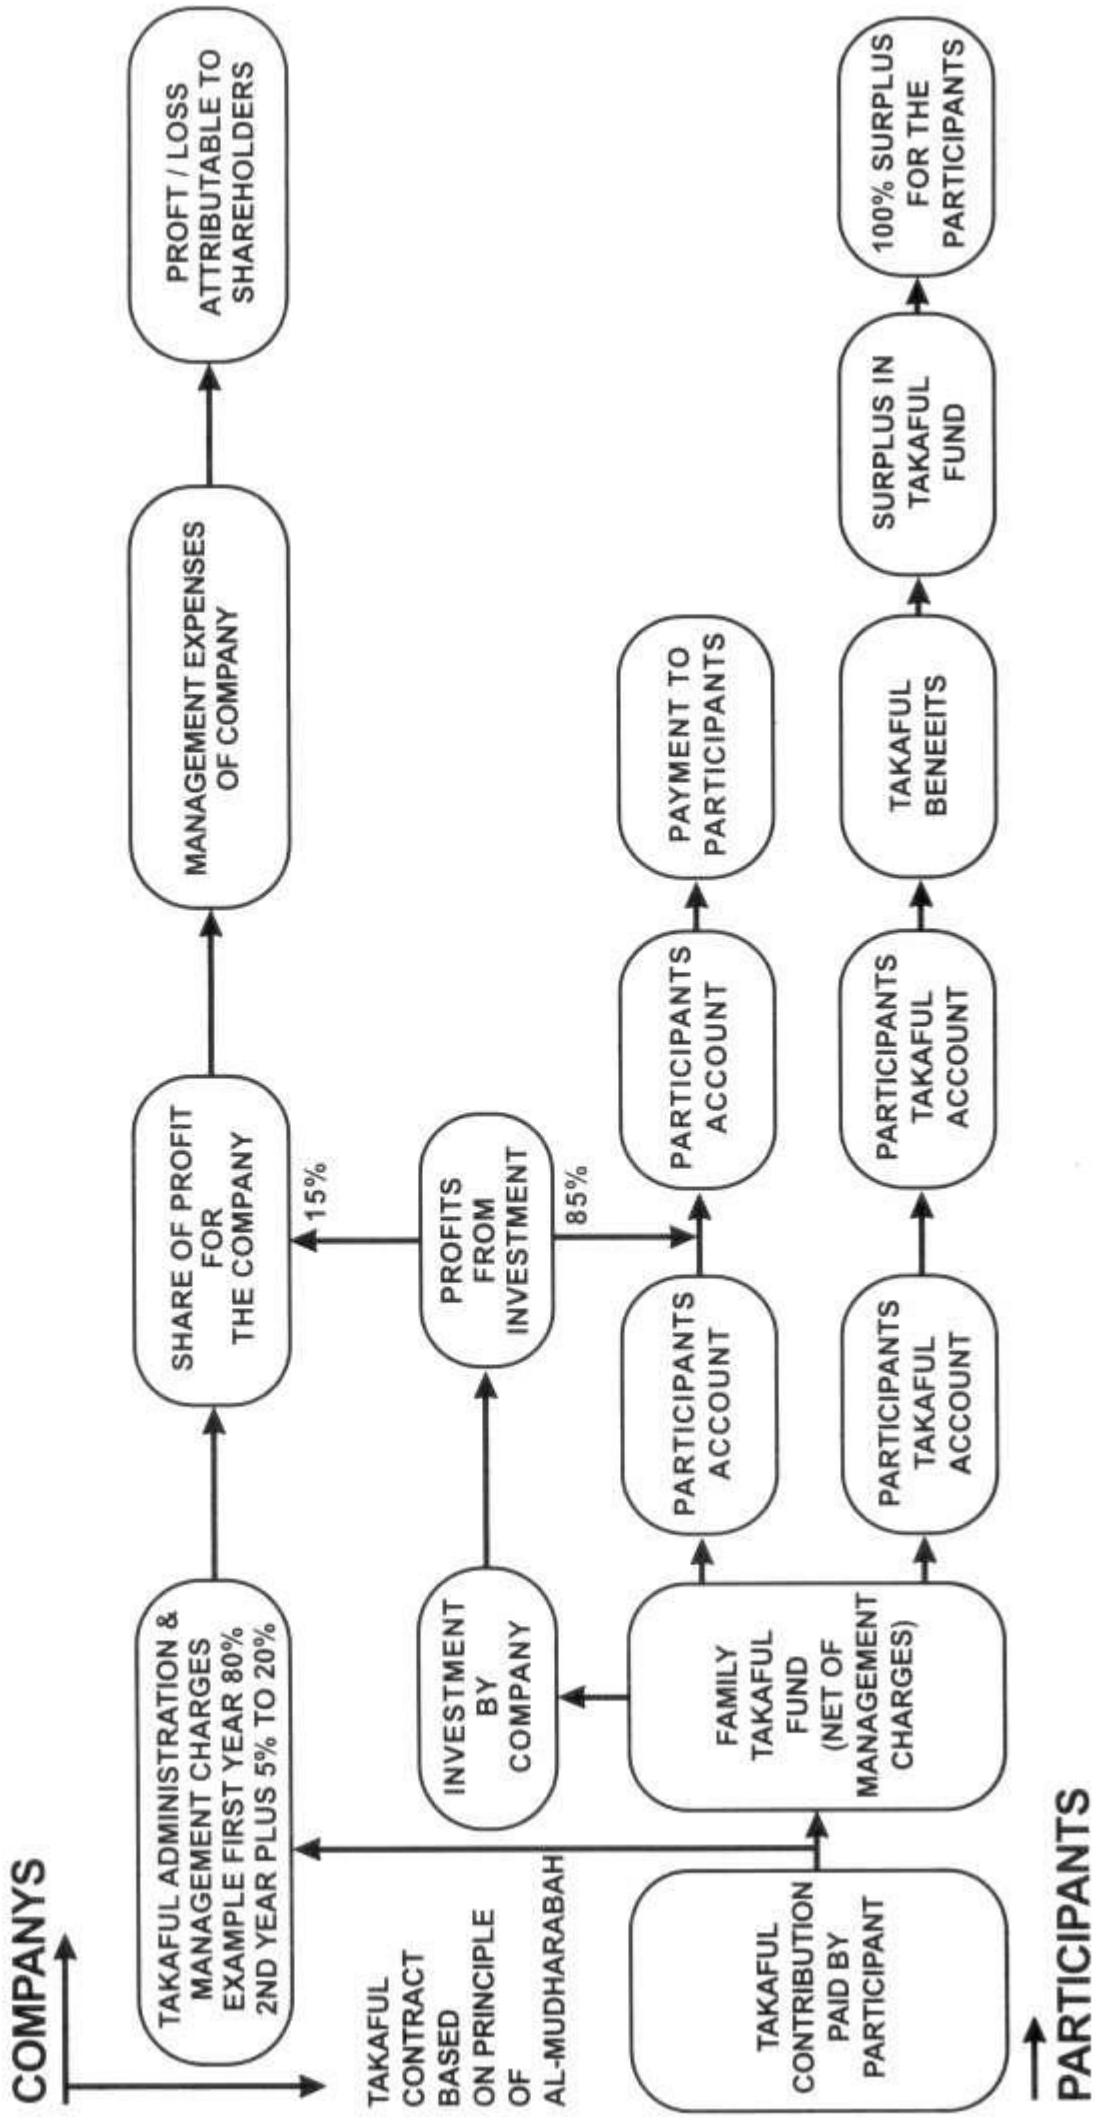 COMPANYS
TAKAFUL ADMINISTRATION &
MANAGEMENT CHARGES
EXAMPLE FIRST YEAR 80%
2ND YEAR PLUS 5% TO 20%
SHARE OF PROFIT
FOR
THE COMPANY
MANAGEMENT EXPENSES
OF COMPANY
PROFT / LOSS
ATTRIBUTABLE TO
SHAREHOLDERS
15%
TAKAFUL
CONTRACT
BASED
ON PRINCIPLE
OF
AL-MUDHARABAH
INVESTMENT
BY
COMPANY
PROFITS
FROM
INVESTMENT
85%
TAKAFUL
CONTRIBUTION
PAID BY
PARTICIPANT
FAMILY
TAKAFUL
FUND
(NET OF
MANAGEMENT
CHARGES)
PARTICIPANTS
ACCOUNT
PARTICIPANTS
ACCOUNT
PAYMENT TO
PARTICIPANTS
PARTICIPANTS
TAKAFUL
ACCOUNT
PARTICIPANTS
TAKAFUL
ACCOUNT
TAKAFUL
BENEEITS
SURPLUS IN
TAKAFUL
FUND
100% SURPLUS
FOR THE
PARTICIPANTS
PARTICIPANTS